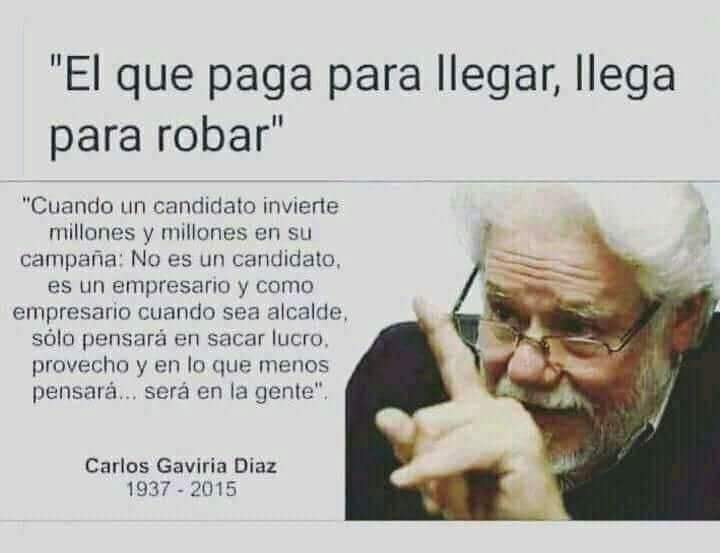 "El que paga para llegar, llega
para robar"
"Cuando un candidato invierte
millones y millones en su
campaña: No es un candidato,
es un empresario y como
empresario cuando sea alcalde,
sólo pensará en sacar lucro,
provecho y en lo que menos
pensará... será en la gente".
Carlos Gaviria Diaz
1937 - 2015